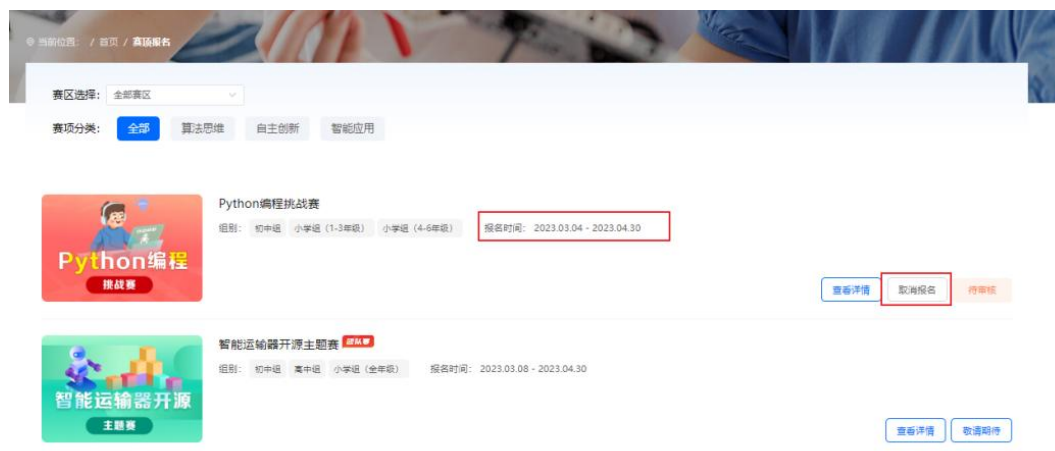 当前位置： / 首页 / 赛项报名
赛区选择： 全部赛区
赛项分类： 全部 算法思维 自主创新 智能应用
Python编程
挑战赛
Python编程挑战赛
组别： 初中组 小学组（1-3年级） 小学组（4-6年级） 报名时间： 2023.03.04 - 2023.04.30
查看详情 取消报名 待审核
智能运输器开源
主题赛
智能运输器开源主题赛 团队赛
组别： 初中组 高中组 小学组（全年级） 报名时间： 2023.03.08 - 2023.04.30
查看详情 敬请期待